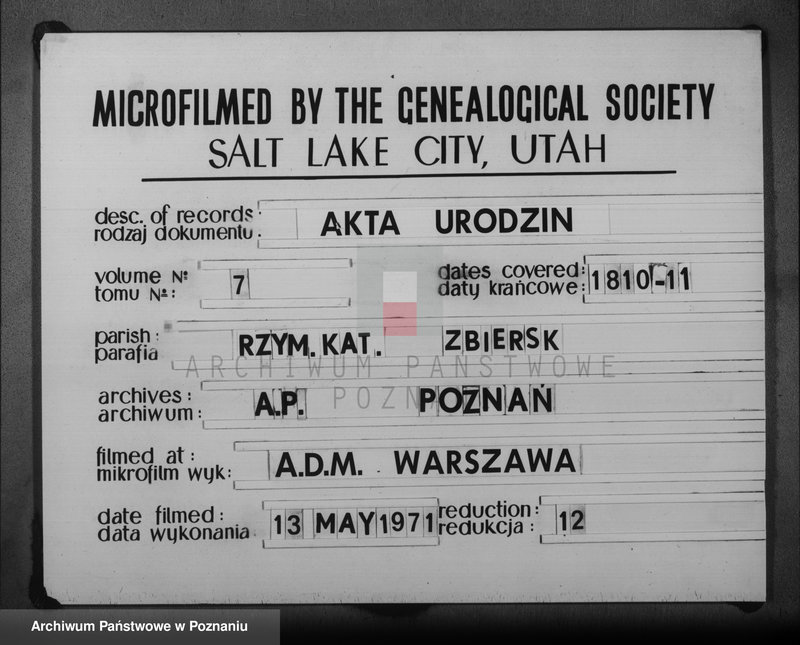 MICROFILMED BY THE GENEALOGICAL SOCIETY
SALT LAKE CITY, UTAH
desc. of records:
rodzaj dokumentu: AKTA URODZIN
volume Nº
tomu Nº: 7
dates covered:
daty krańcowe: 1810-11
parish:
parafia RZYM. KAT. ZBIERSK
ARCHIWUM PAŃSTWOWE
W POZNANIU
archives:
archiwum: A.P. POZNAŃ
filmed at:
mikrofilm wyk: A.D.M. WARSZAWA
date filmed:
data wykonania 13 MAY 1971
reduction:
redukcja: 12
Archiwum Państwowe w Poznaniu